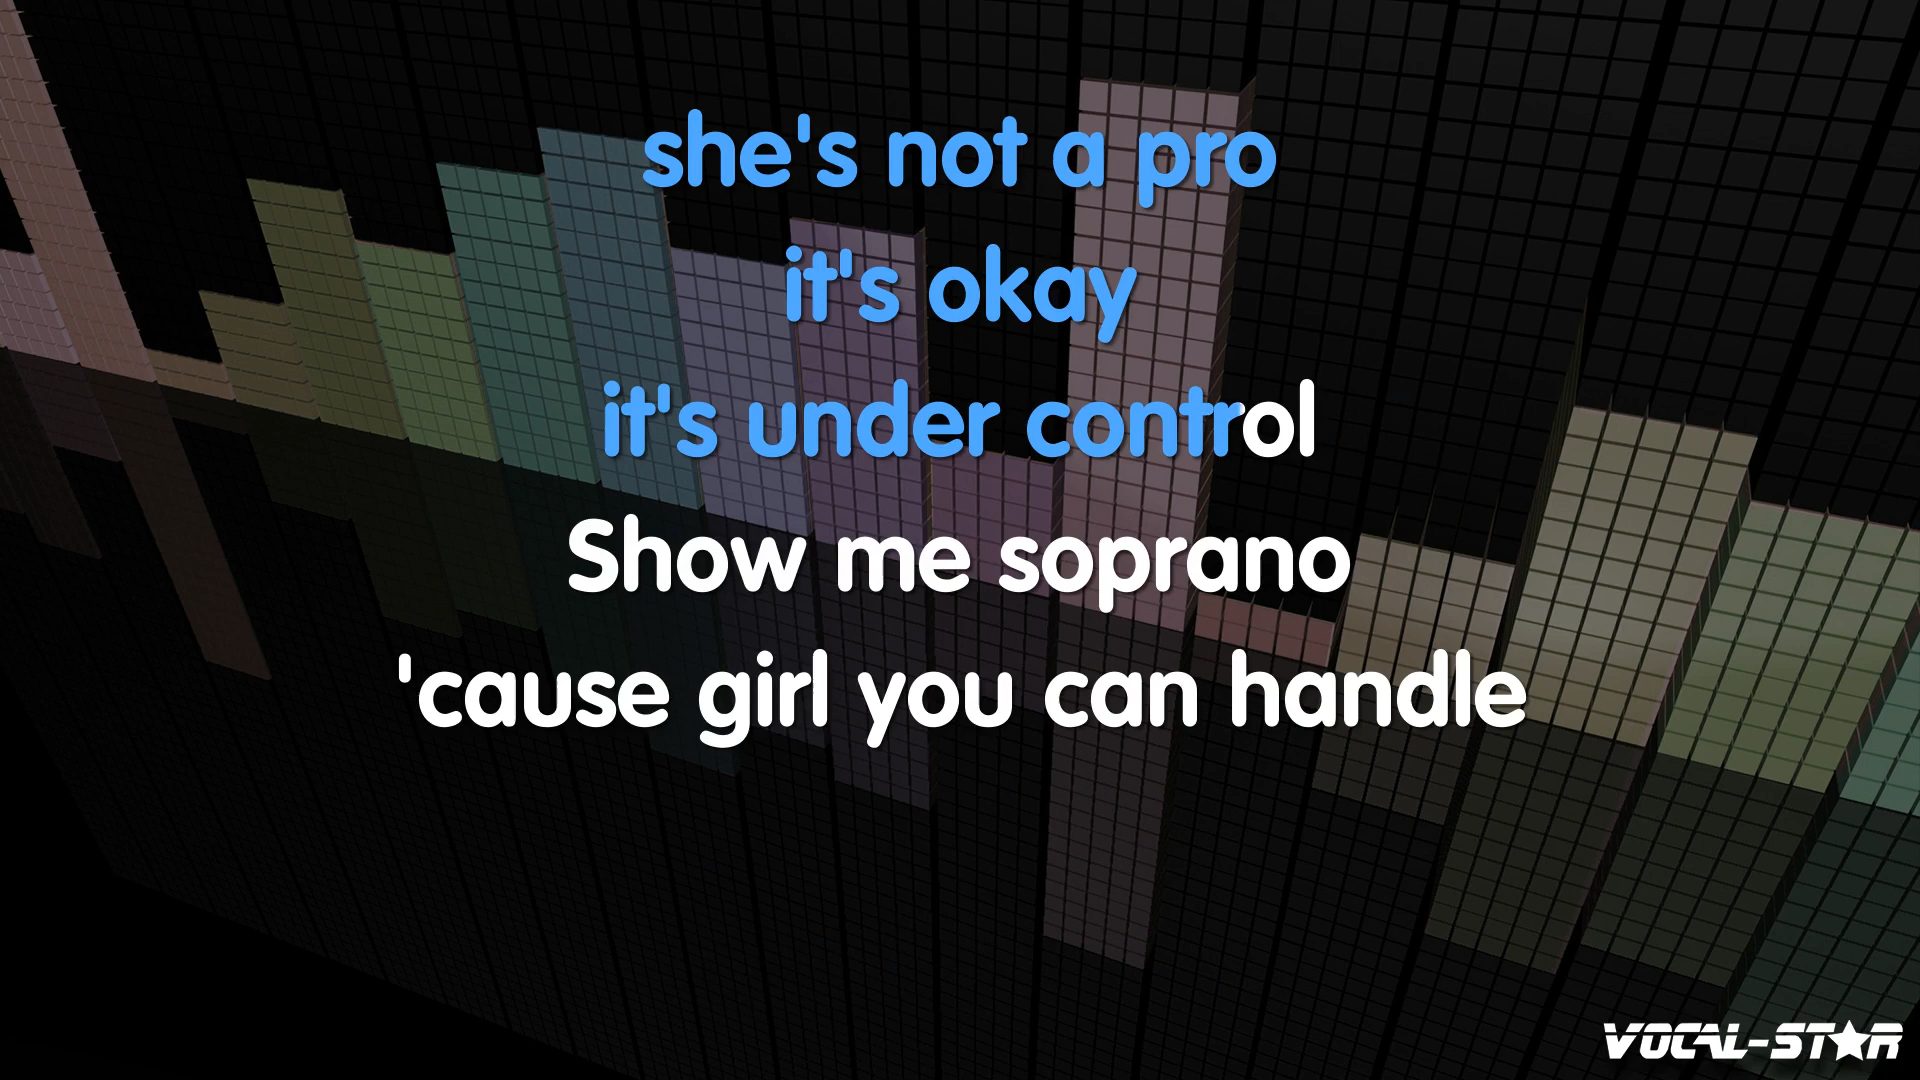 she's not a pro
it's okay
it's under control
Show me soprano
'cause girl you can handle
VOCAL-STAR